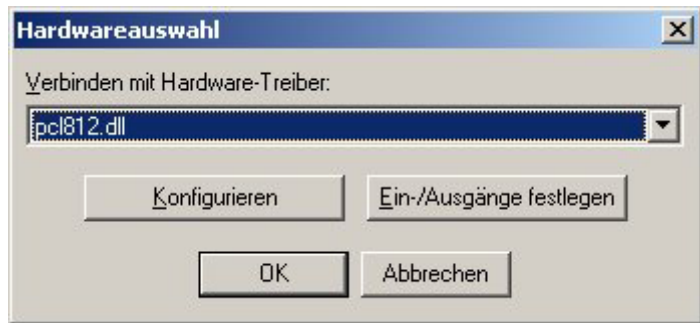 Hardwareauswahl
Verbinden mit Hardware-Treiber:
pcl812.dll
Konfigurieren Ein-/Ausgänge festlegen
OK Abbrechen